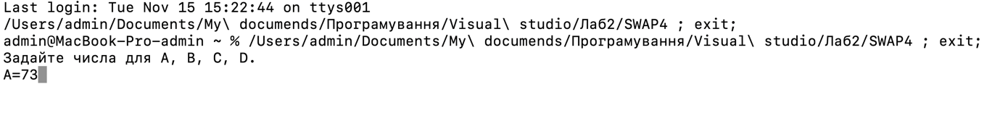 Last login: Tue Nov 15 15:22:44 on ttys001
/Users/admin/Documents/My\ documends/Програмування/Visual\ studio/Лаб2/SWAP4 ; exit;
admin@MacBook-Pro-admin ~ % /Users/admin/Documents/My\ documends/Програмування/Visual\ studio/Лаб2/SWAP4 ; exit;
Задайте числа для A, B, C, D.
A=73